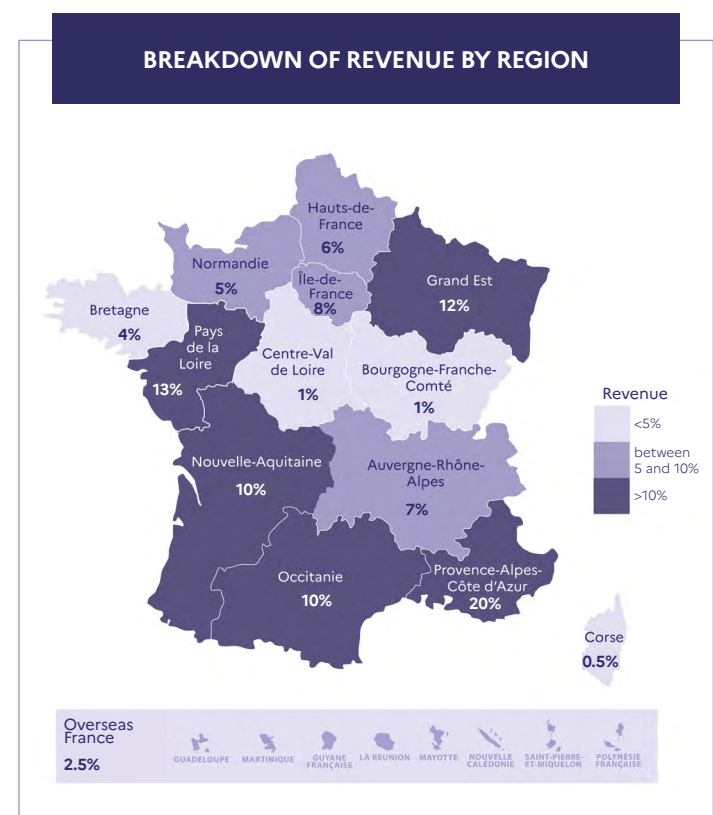 BREAKDOWN OF REVENUE BY REGION
Hauts-de-
France
6%
Normandie
5%
Île-de-
France
8%
Grand Est
12%
Bretagne
4%
Pays
de la
Loire
13%
Centre-Val
de Loire
1%
Bourgogne-Franche-
Comté
1%
Revenue
<5%
between
5 and 10%
>10%
Nouvelle-Aquitaine
10%
Auvergne-Rhône-
Alpes
7%
Occitanie
10%
Provence-Alpes-
Côte d'Azur
20%
Corse
0.5%
Overseas
France
2.5%
GUADELOUPE
MARTINIQUE
GUYANE
FRANÇAISE
LA REUNION
MAYOTTE
NOUVELLE
CALÉDONIE
SAINT-PIERRE-
ET-MIQUELON
POLYNÉSIE
FRANÇAISE